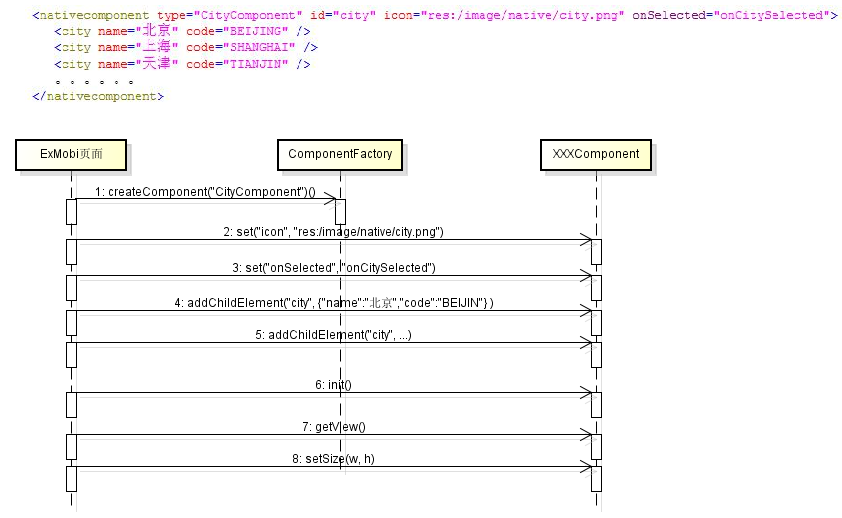 <nativecomponent type="CityComponent" id="city" icon="res:/image/native/city.png" onSelected="onCitySelected">
<city name="北京" code="BEIJING" />
<city name="上海" code="SHANGHAI" />
<city name="天津" code="TIANJIN" />
。。。。。。
</nativecomponent>
ExMobi页面
ComponentFactory
XXXComponent
1: createComponent("CityComponent")()
2: set("icon", "res:/image/native/city.png")
3: set("onSelected", "onCitySelected")
4: addChildElement("city", {"name":"北京","code":"BEIJIN"} )
5: addChildElement("city", ...)
6: init()
7: getView()
8: setSize(w, h)